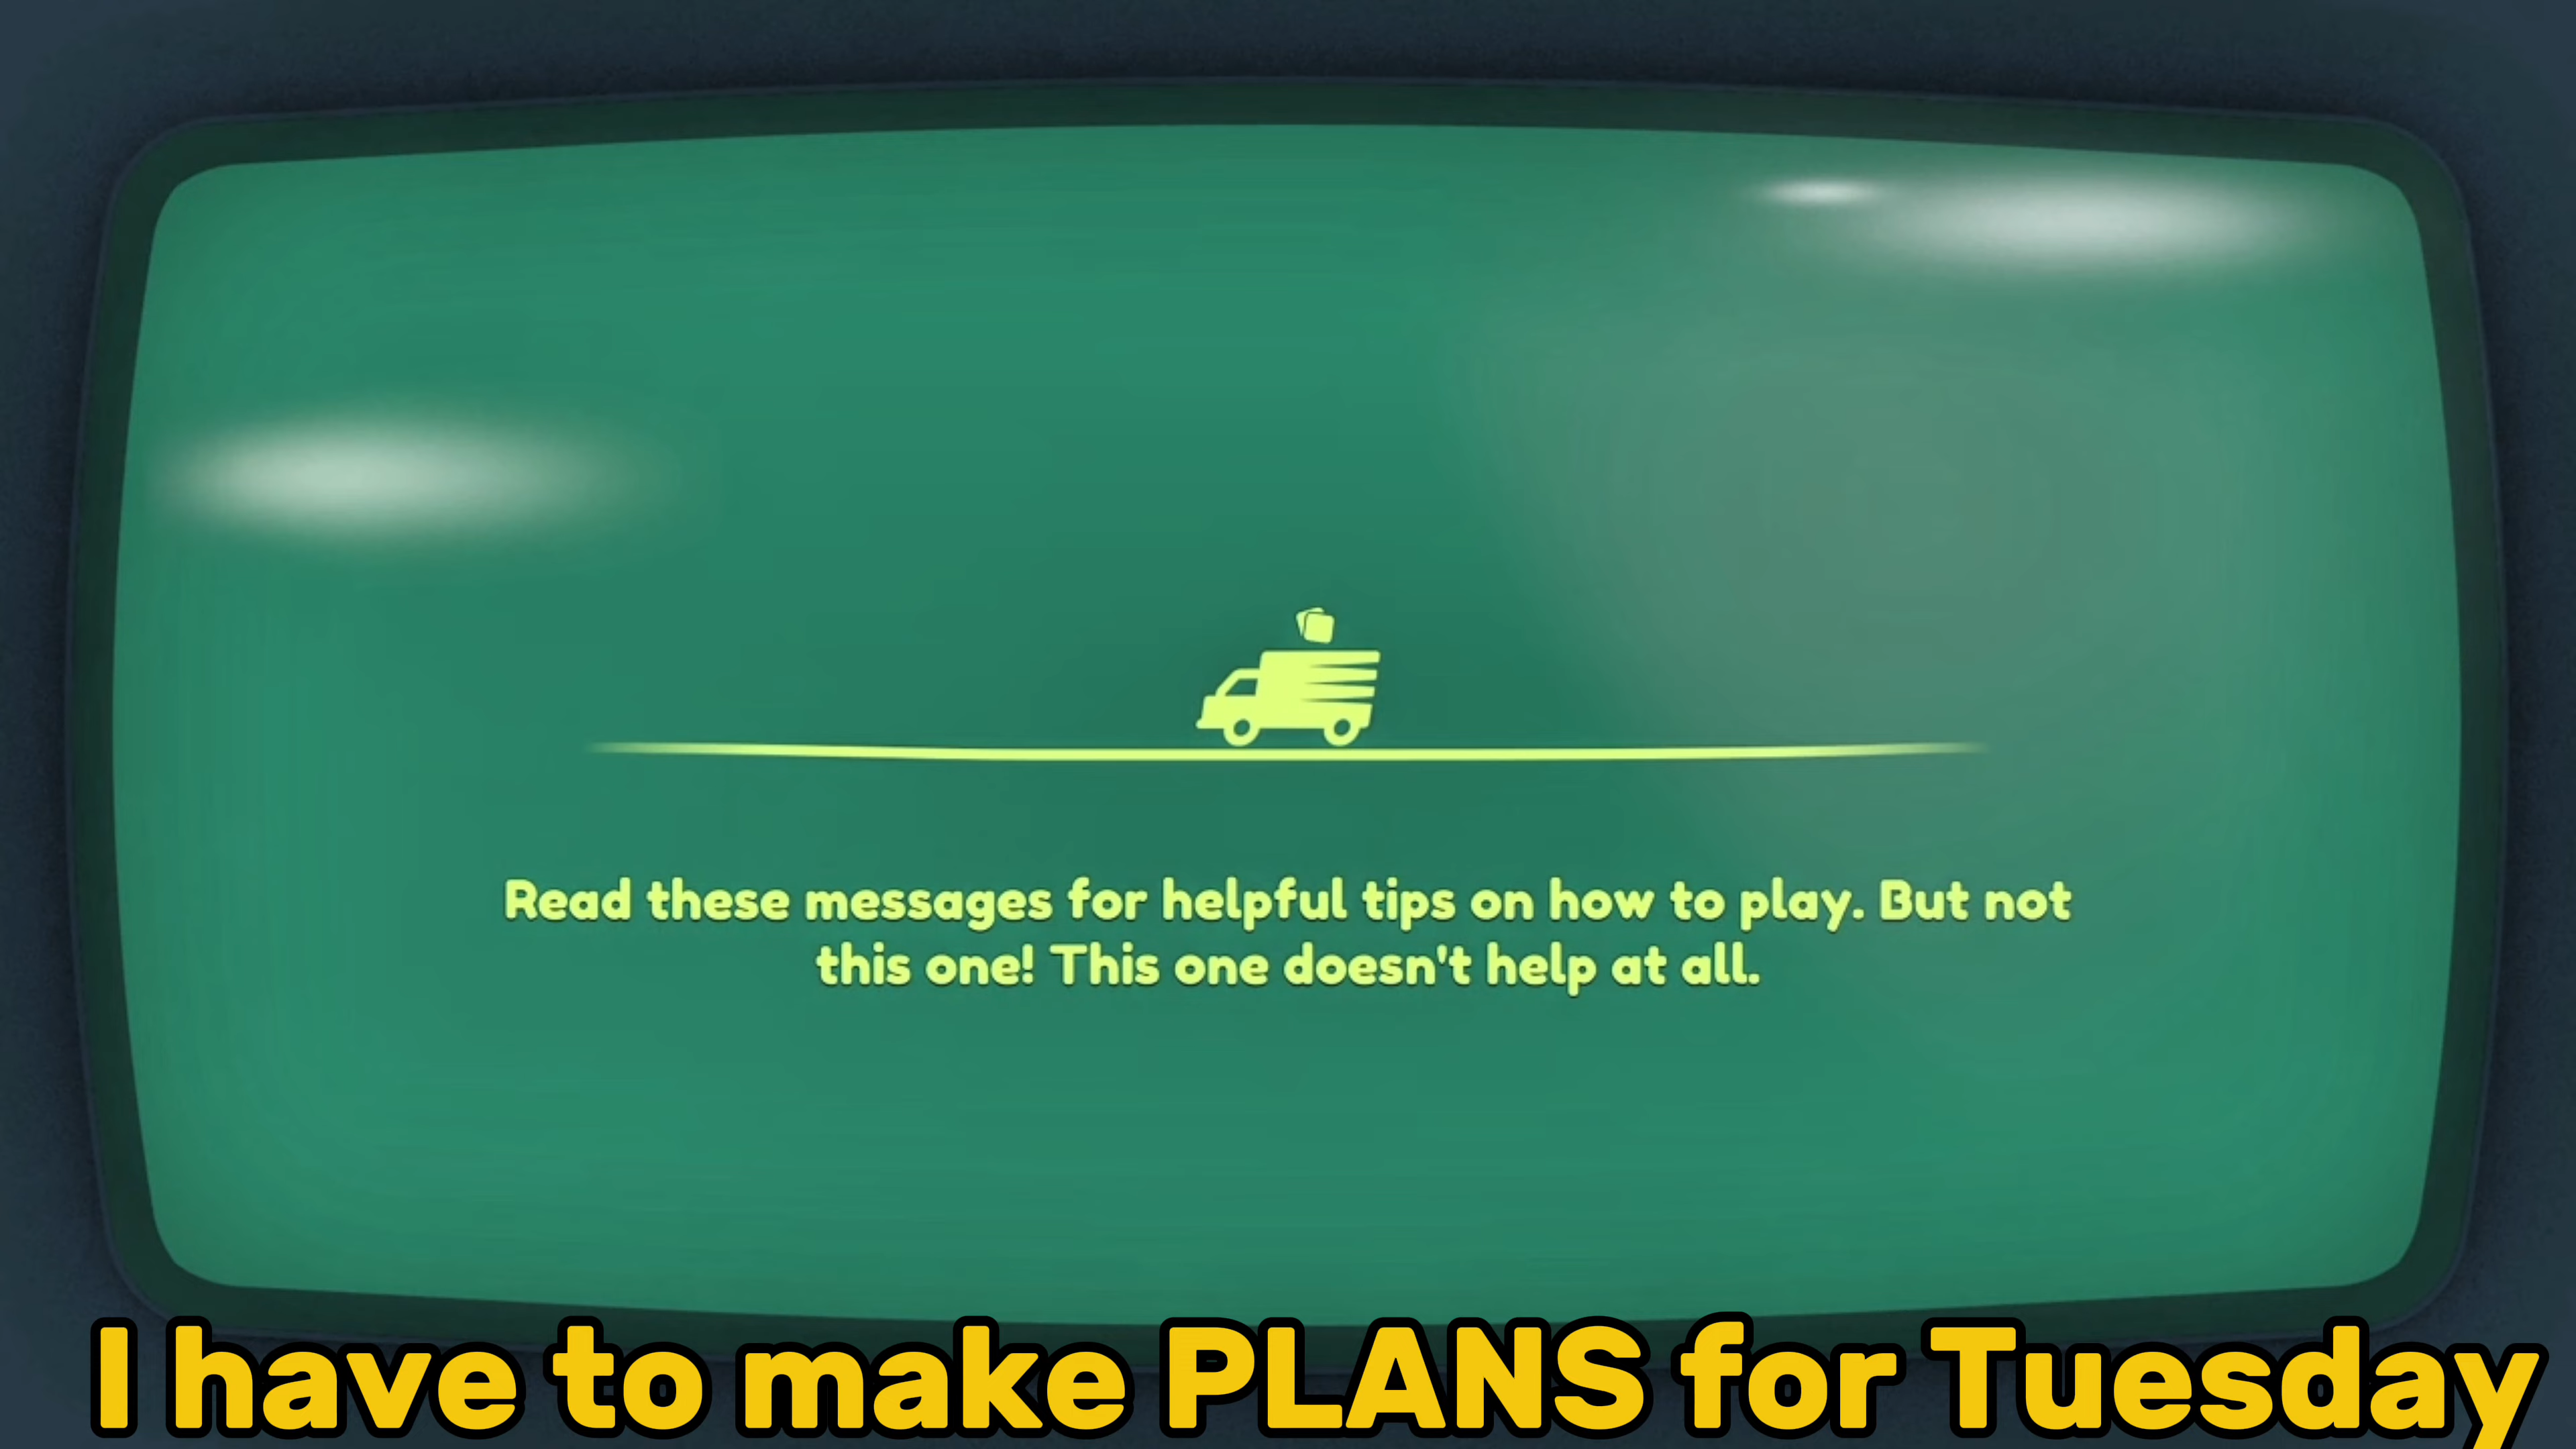 Read these messages for helpful tips on how to play. But not
this one! This one doesn't help at all.
I have to make PLANS for Tuesday